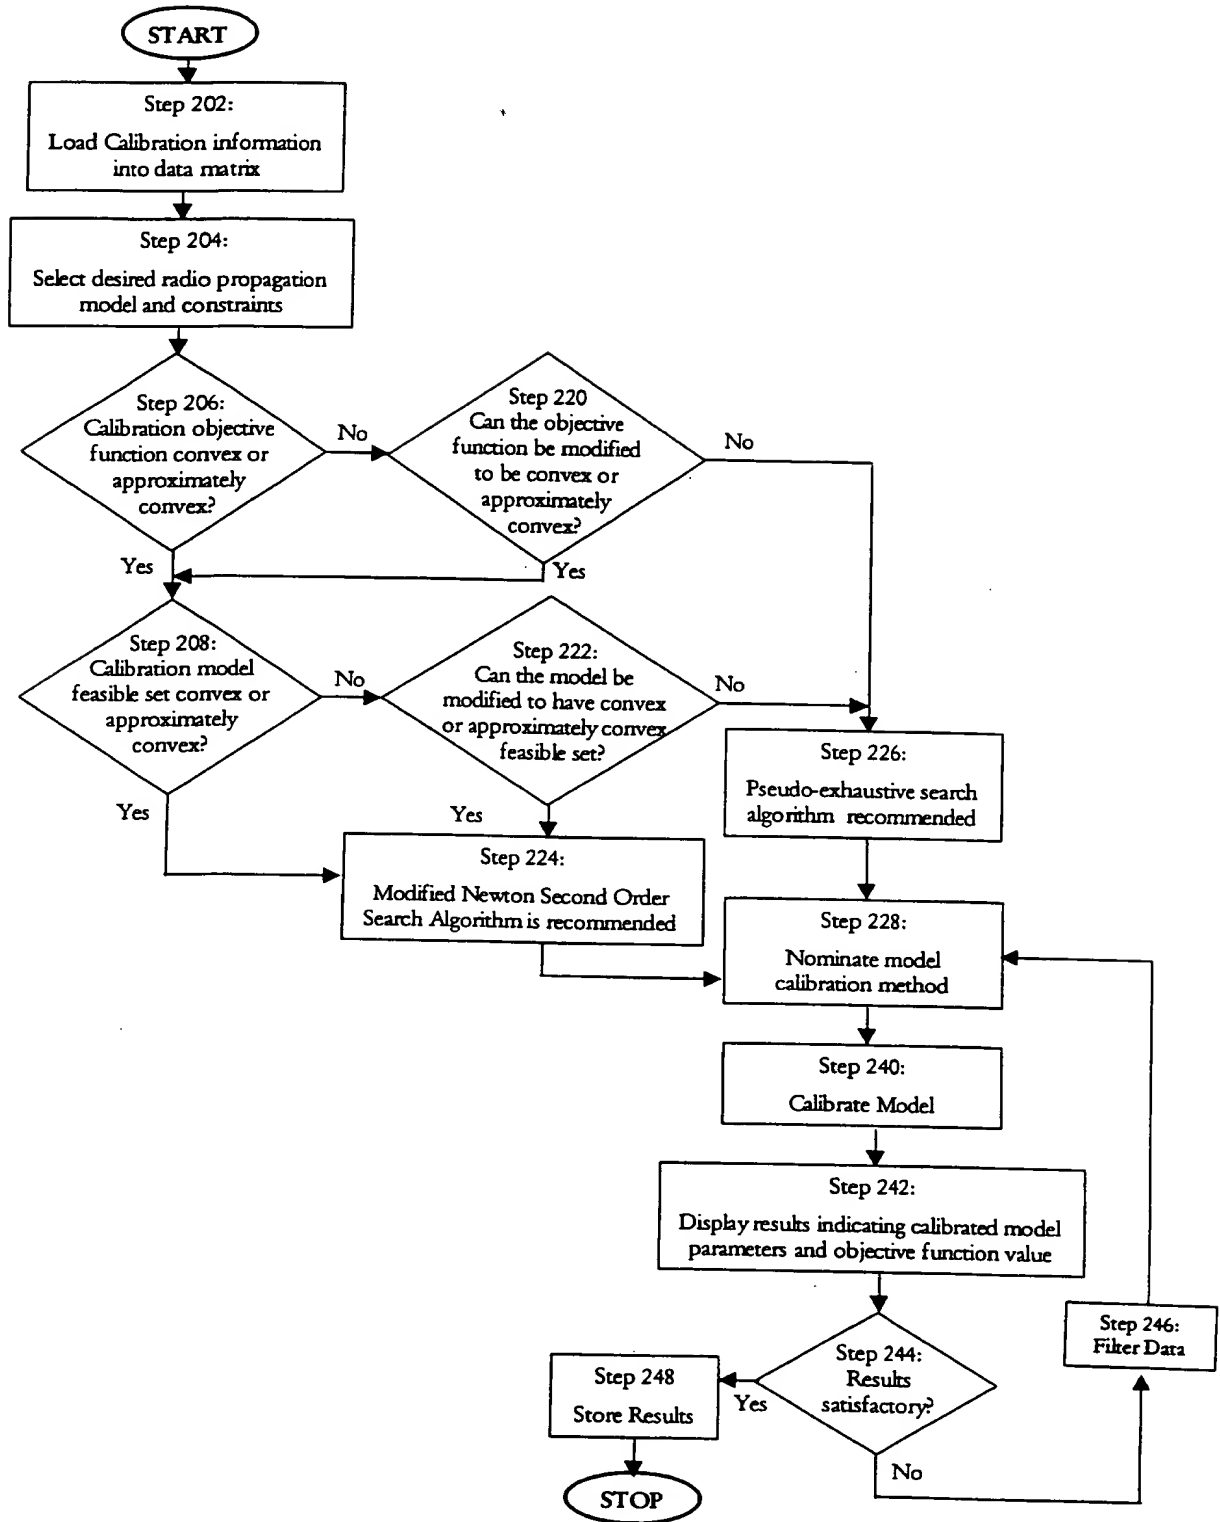 START
Step 202:
Load Calibration information
into data matrix
Step 204:
Select desired radio propagation
model and constraints
Step 206:
Calibration objective
function convex or
approximately
convex?
No
Step 220
Can the objective
function be modified
to be convex or
approximately
convex?
No
Yes
Yes
Step 208:
Calibration model
feasible set convex or
approximately
convex?
No
Step 222:
Can the model be
modified to have convex
or approximately convex
feasible set?
No
Step 226:
Pseudo-exhaustive search
algorithm recommended
Yes
Yes
Step 224:
Modified Newton Second Order
Search Algorithm is recommended
Step 228:
Nominate model
calibration method
Step 240:
Calibrate Model
Step 242:
Display results indicating calibrated model
parameters and objective function value
Step 246:
Filter Data
Step 244:
Results
satisfactory?
Yes
No
Step 248
Store Results
STOP